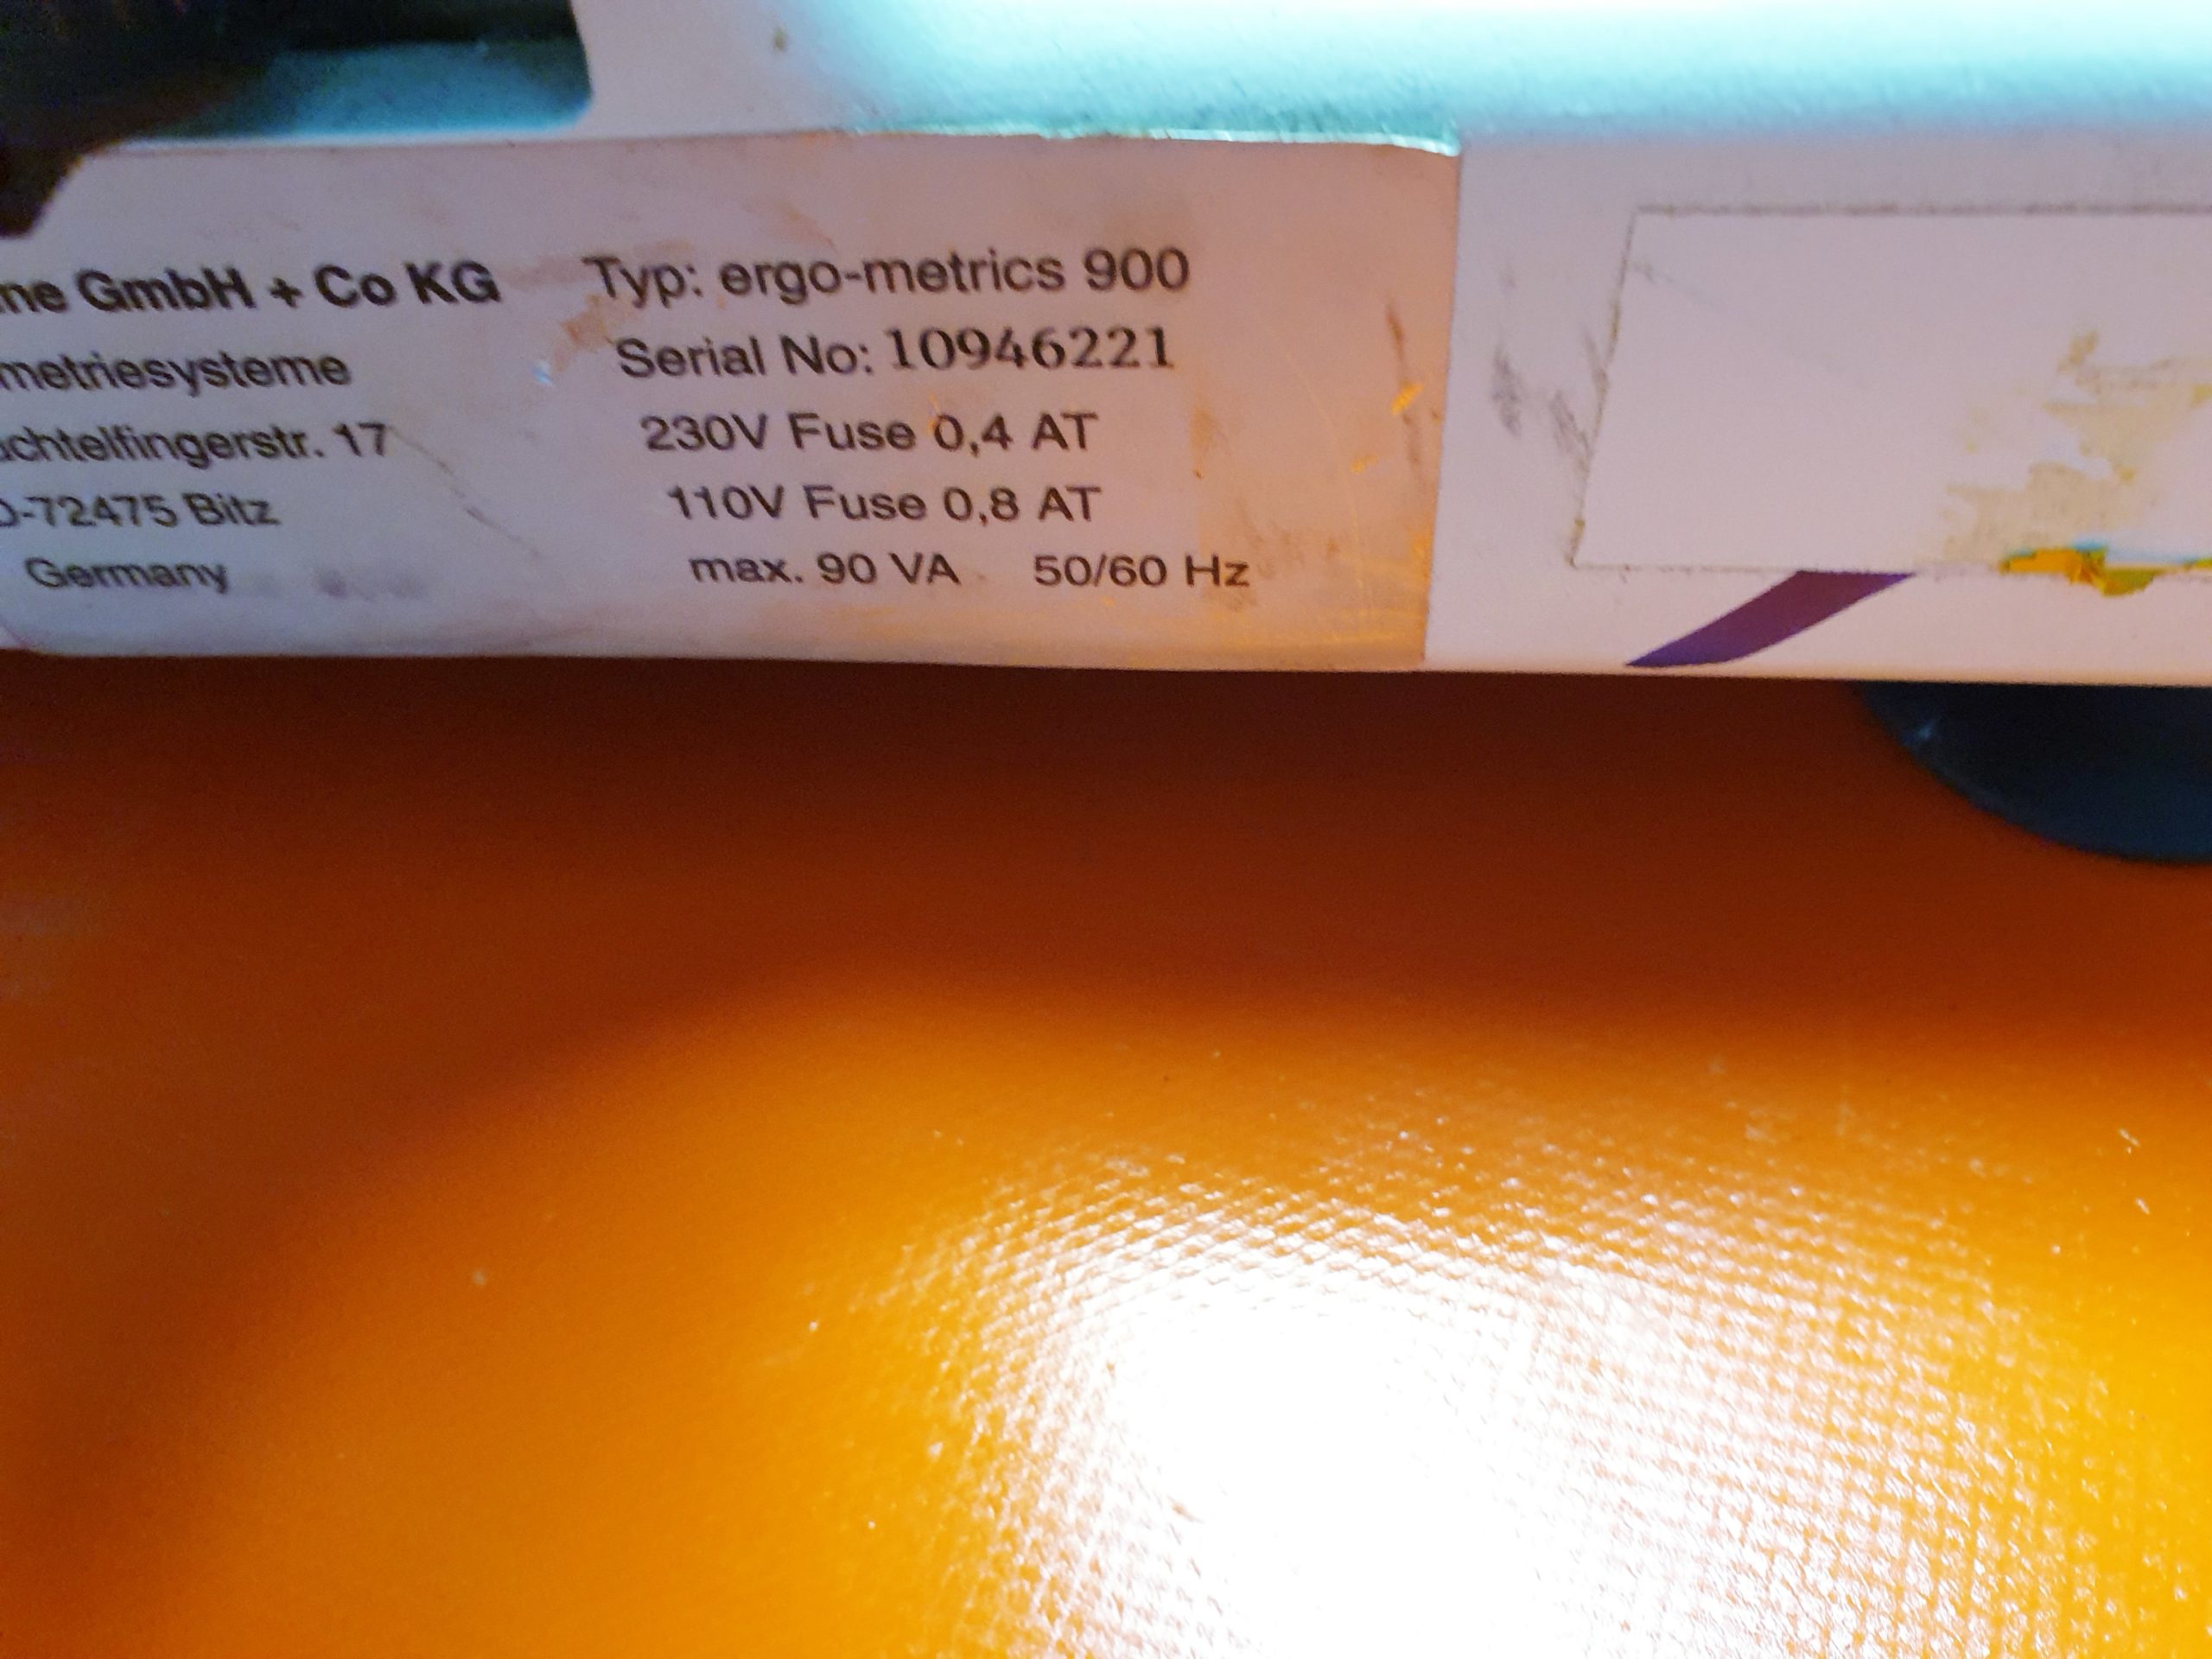 ne GmbH + Co KG
metriesysteme
chtelfingerstr. 17
D-72475 Bitz
Germany
Typ: ergo-metrics 900
Serial No: 10946221
230V Fuse 0,4 AT
110V Fuse 0,8 AT
max. 90 VA 50/60 Hz